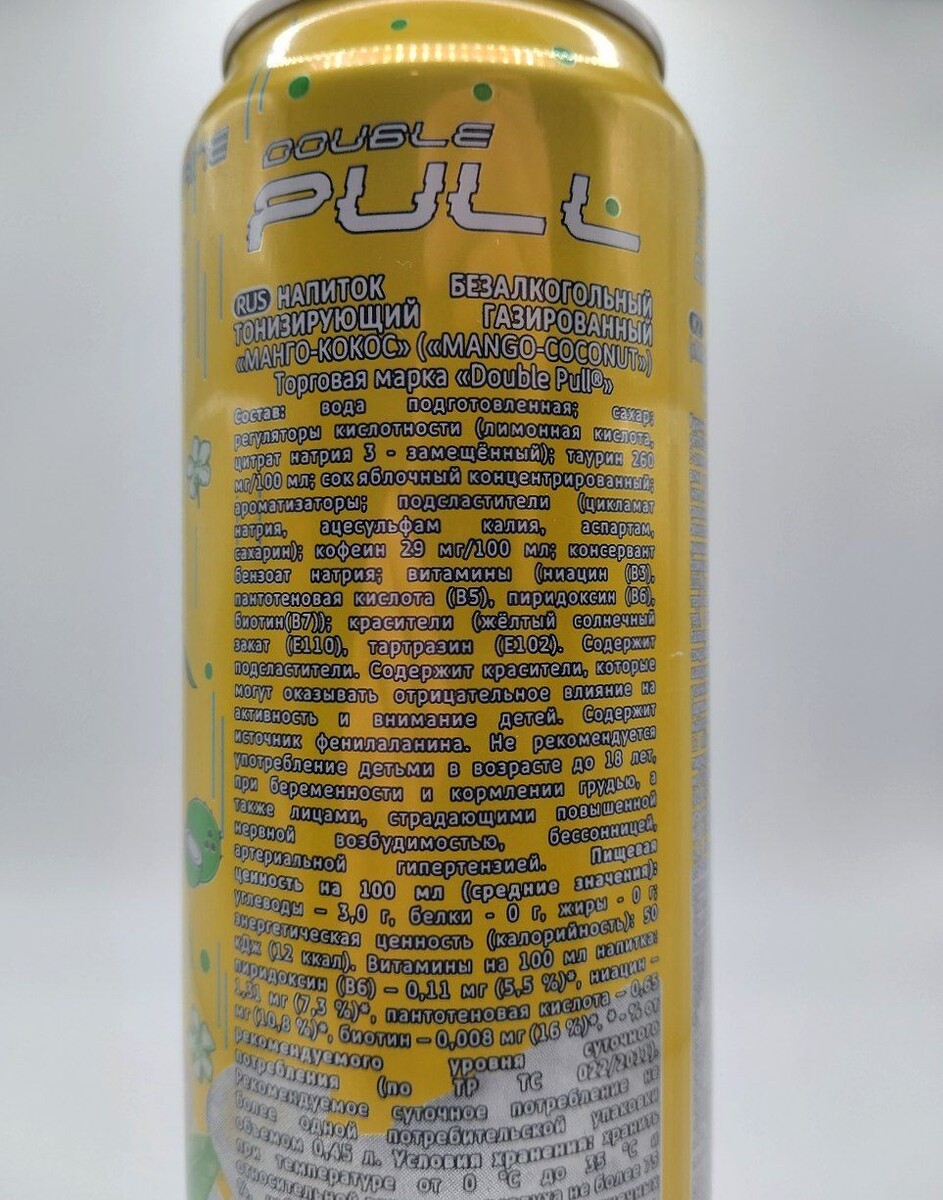 DOUBLE
PULL
RUS НАПИТОК БЕЗАЛКОГОЛЬНЫЙ
ТОНИЗИРУЮЩИЙ ГАЗИРОВАННЫЙ
«МАНГО-КОКОС» («MANGO-COCONUT»)
Торговая марка «Double Pull®»
Состав: вода подготовленная; сахар;
регуляторы кислотности (лимонная кислота,
цитрат натрия 3 - замещённый); таурин 260
мг/100 мл; сок яблочный концентрированный;
ароматизаторы; подсластители (цикламат
натрия, ацесульфам калия, аспартам,
сахарин); кофеин 29 мг/100 мл; консервант
бензоат натрия; витамины (ниацин (B3),
пантотеновая кислота (B5), пиридоксин (B6),
биотин(B7)); красители (жёлтый солнечный
закат (E110), тартразин (E102). Содержит
подсластители. Содержит красители, которые
могут оказывать отрицательное влияние на
активность и внимание детей. Содержит
источник фенилаланина. Не рекомендуется
употребление детьми в возрасте до 18 лет,
при беременности и кормлении грудью, а
также лицами, страдающими повышенной
нервной возбудимостью, бессонницей,
артериальной гипертензией. Пищевая
ценность на 100 мл (средние значения):
углеводы – 3,0 г, белки - 0 г, жиры - 0 г;
энергетическая ценность (калорийность): 50
кДж (12 ккал). Витамины на 100 мл напитка:
пиридоксин (B6) – 0,11 мг (5,5 %)*, ниацин –
1,31 мг (7,3 %)*, пантотеновая кислота – 0,65
мг (10,8 %)*, биотин – 0,008 мг (16 %)*. *- % от
рекомендуемого уровня суточного
потребления (по ТР ТС 022/2011).
Рекомендуемое суточное потребление не
более одной потребительской упаковки
объемом 0,45 л. Условия хранения: хранить
при температуре от 0 °C до 35 °C и
относительной не более 75